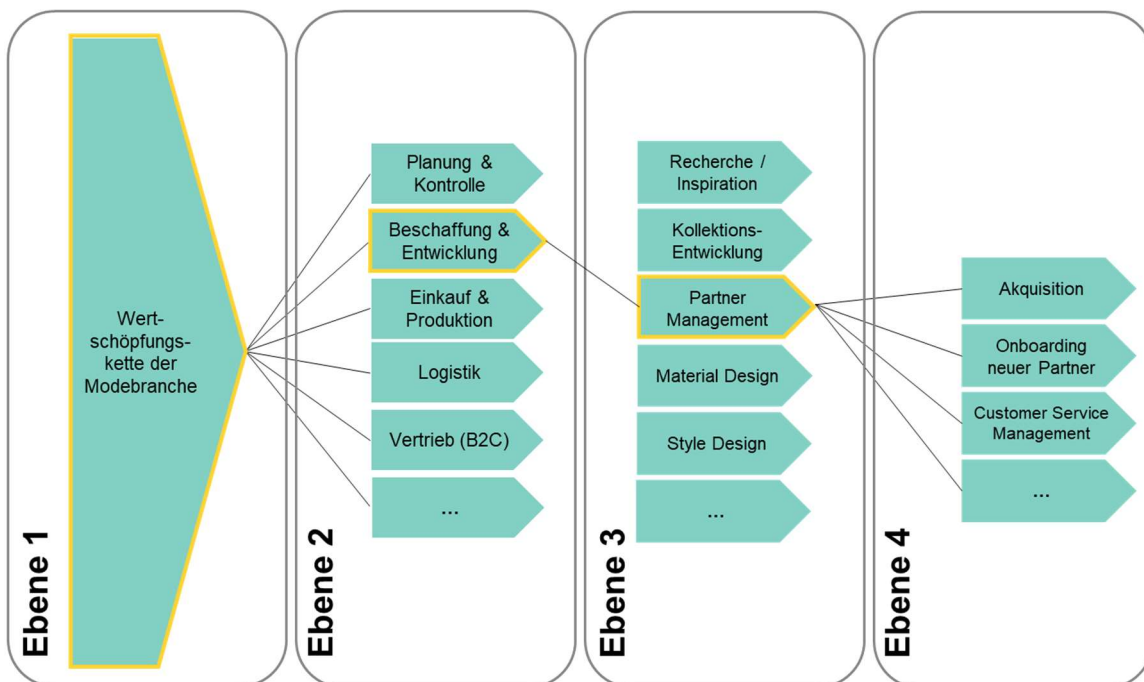 Ebene 1
Wert-
schöpfungs-
kette der
Modebranche
Ebene 2
Planung &
Kontrolle
Beschaffung &
Entwicklung
Einkauf &
Produktion
Logistik
Vertrieb (B2C)
...
Ebene 3
Recherche /
Inspiration
Kollektions-
Entwicklung
Partner
Management
Material Design
Style Design
...
Ebene 4
Akquisition
Onboarding
neuer Partner
Customer Service
Management
...